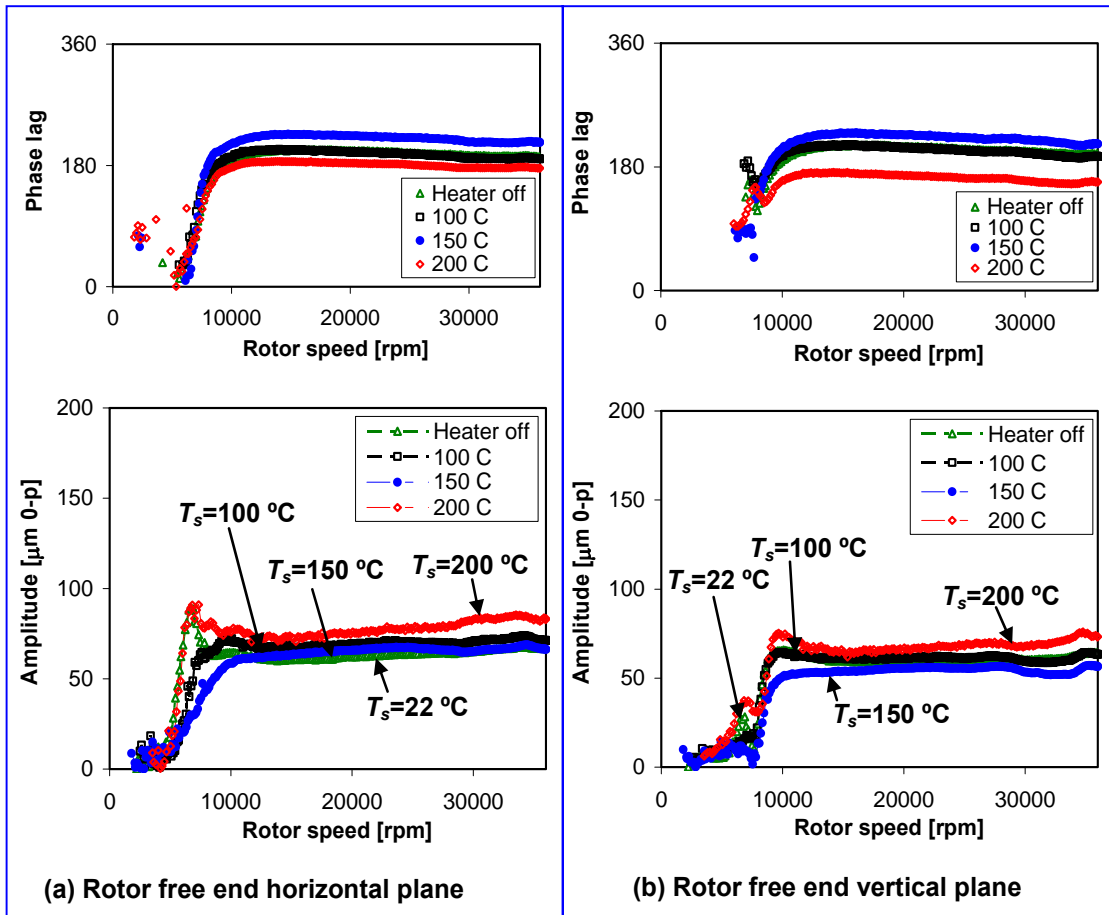 360
180
0
Phase lag
Heater off
100 C
150 C
200 C
0 10000 20000 30000
Rotor speed [rpm]
200
150
100
50
0
Amplitude [μm 0-p]
Heater off
100 C
150 C
200 C
Ts=100 ºC
Ts=150 ºC
Ts=200 ºC
Ts=22 ºC
0 10000 20000 30000
Rotor speed [rpm]
(a) Rotor free end horizontal plane
360
180
0
Phase lag
Heater off
100 C
150 C
200 C
0 10000 20000 30000
Rotor speed [rpm]
200
150
100
50
0
Amplitude [μm 0-p]
Heater off
100 C
150 C
200 C
Ts=100 ºC
Ts=22 ºC
Ts=200 ºC
Ts=150 ºC
0 10000 20000 30000
Rotor speed [rpm]
(b) Rotor free end vertical plane